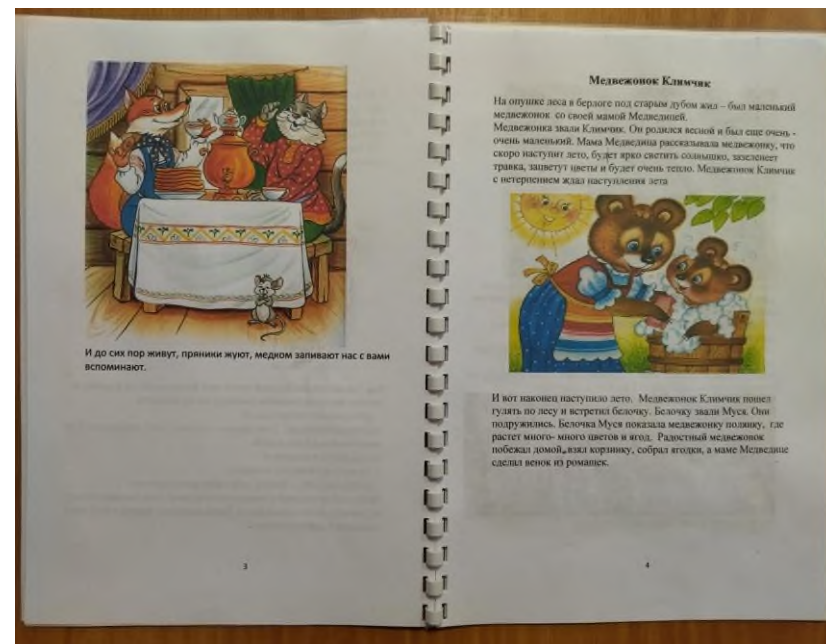 И до сих пор живут, пряники жуют, медком запивают нас с вами
вспоминают.
3
Медвежонок Климчик
На опушке леса в берлоге под старым дубом жил – был маленький
медвежонок со своей мамой Медведицей.
Медвежонка звали Климчик. Он родился весной и был еще очень -
очень маленький. Мама Медведица рассказывала медвежонку, что
скоро наступит лето, будет ярко светить солнышко, зазеленеет
травка, зацветут цветы и будет очень тепло. Медвежонок Климчик
с нетерпением ждал наступления лета
И вот наконец наступило лето. Медвежонок Климчик пошел
гулять по лесу и встретил белочку. Белочку звали Муся. Они
подружились. Белочка Муся показала медвежонку полянку, где
растет много- много цветов и ягод. Радостный медвежонок
побежал домой, взял корзинку, собрал ягодки, а маме Медведице
сделал венок из ромашек.
4